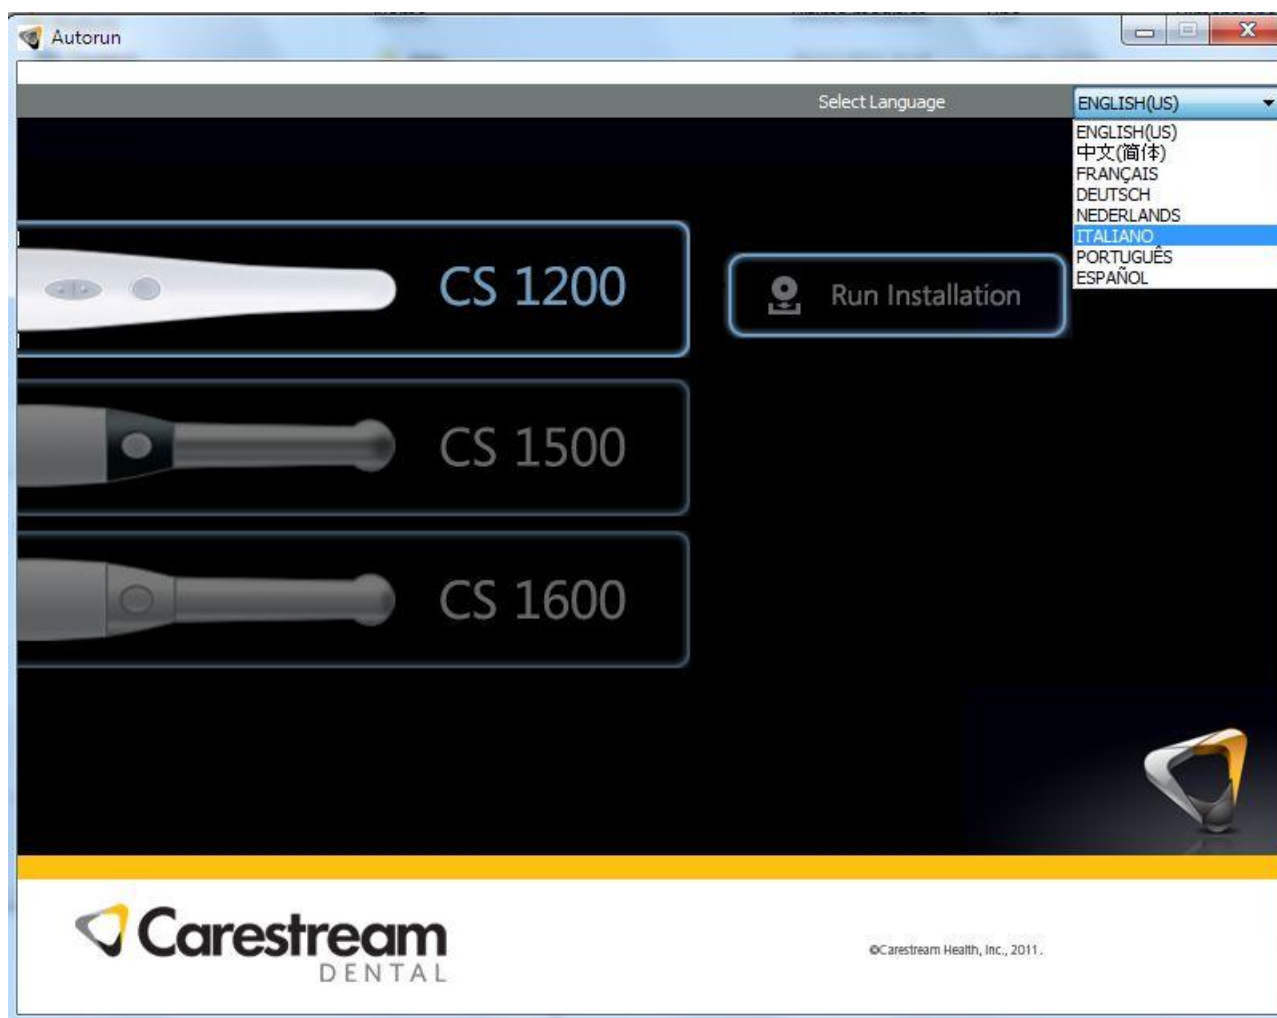 Autorun
Select Language
ENGLISH(US)
ENGLISH(US)
中文(简体)
FRANÇAIS
DEUTSCH
NEDERLANDS
ITALIANO
PORTUGUÊS
ESPAÑOL
CS 1200
Run Installation
CS 1500
CS 1600
Carestream
DENTAL
©Carestream Health, Inc., 2011.